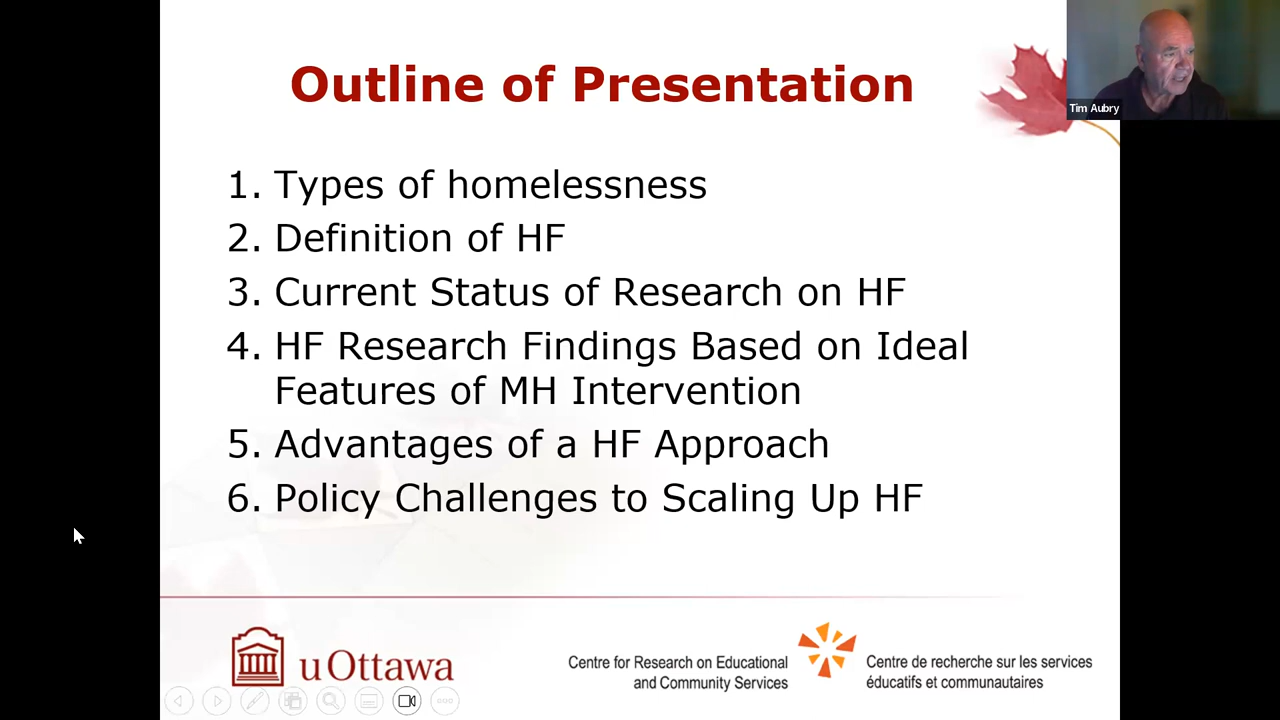 Outline of Presentation
Tim Aubry
1. Types of homelessness
2. Definition of HF
3. Current Status of Research on HF
4. HF Research Findings Based on Ideal
Features of MH Intervention
5. Advantages of a HF Approach
6. Policy Challenges to Scaling Up HF
uOttawa
Centre for Research on Educational
and Community Services
Centre de recherche sur les services
éducatifs et communautaires